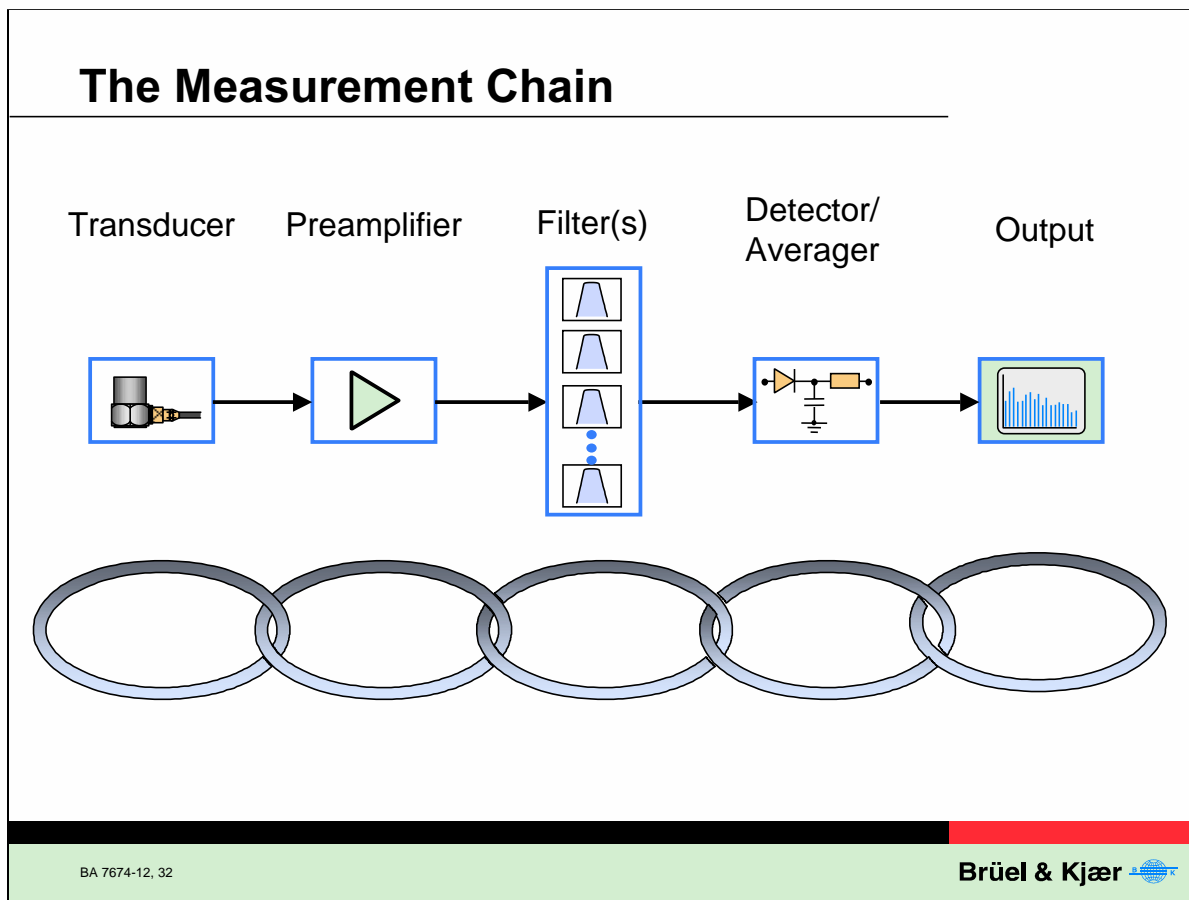 The Measurement Chain
Transducer
Preamplifier
Filter(s)
Detector/
Averager
Output
BA 7674-12, 32
Brüel & Kjær
B K